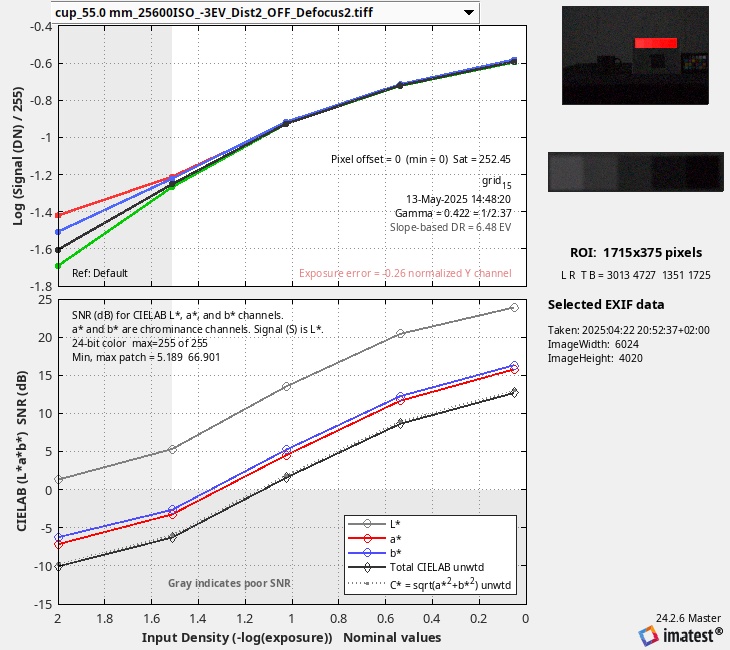 cup_55.0 mm_25600ISO_-3EV_Dist2_OFF_Defocus2.tiff
Log (Signal (DN) / 255)
-0.4
-0.6
-0.8
-1
-1.2
-1.4
-1.6
-1.8
Pixel offset = 0 (min = 0) Sat = 252.45
grid15
13-May-2025 14:48:20
Gamma = 0.422 = 1/2.37
Slope-based DR = 6.48 EV
Ref: Default
Exposure error = -0.26 normalized Y channel
CIELAB (L*a*b*) SNR (dB)
25
20
15
10
5
0
-5
-10
-15
SNR (dB) for CIELAB L*, a*, and b* channels.
a* and b* are chrominance channels. Signal (S) is L*.
24-bit color max=255 of 255
Min, max patch = 5.189 66.901
L*
a*
b*
Total CIELAB unwtd
C* = sqrt(a*2+b*2) unwtd
Gray indicates poor SNR
2 1.8 1.6 1.4 1.2 1 0.8 0.6 0.4 0.2 0
Input Density (-log(exposure)) Nominal values
ROI: 1715x375 pixels
L R T B = 3013 4727 1351 1725
Selected EXIF data
Taken: 2025:04:22 20:52:37+02:00
ImageWidth: 6024
ImageHeight: 4020
24.2.6 Master
imatest®